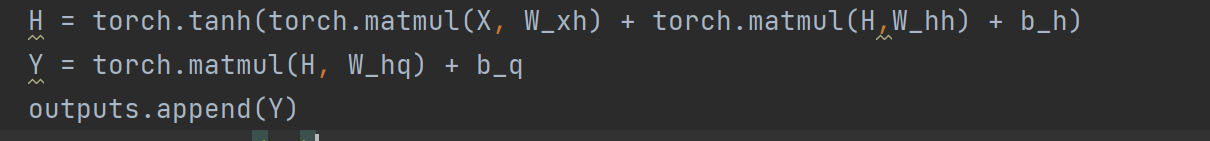 H = torch.tanh(torch.matmul(X, W_xh) + torch.matmul(H,W_hh) + b_h)
Y = torch.matmul(H, W_hq) + b_q
outputs.append(Y)